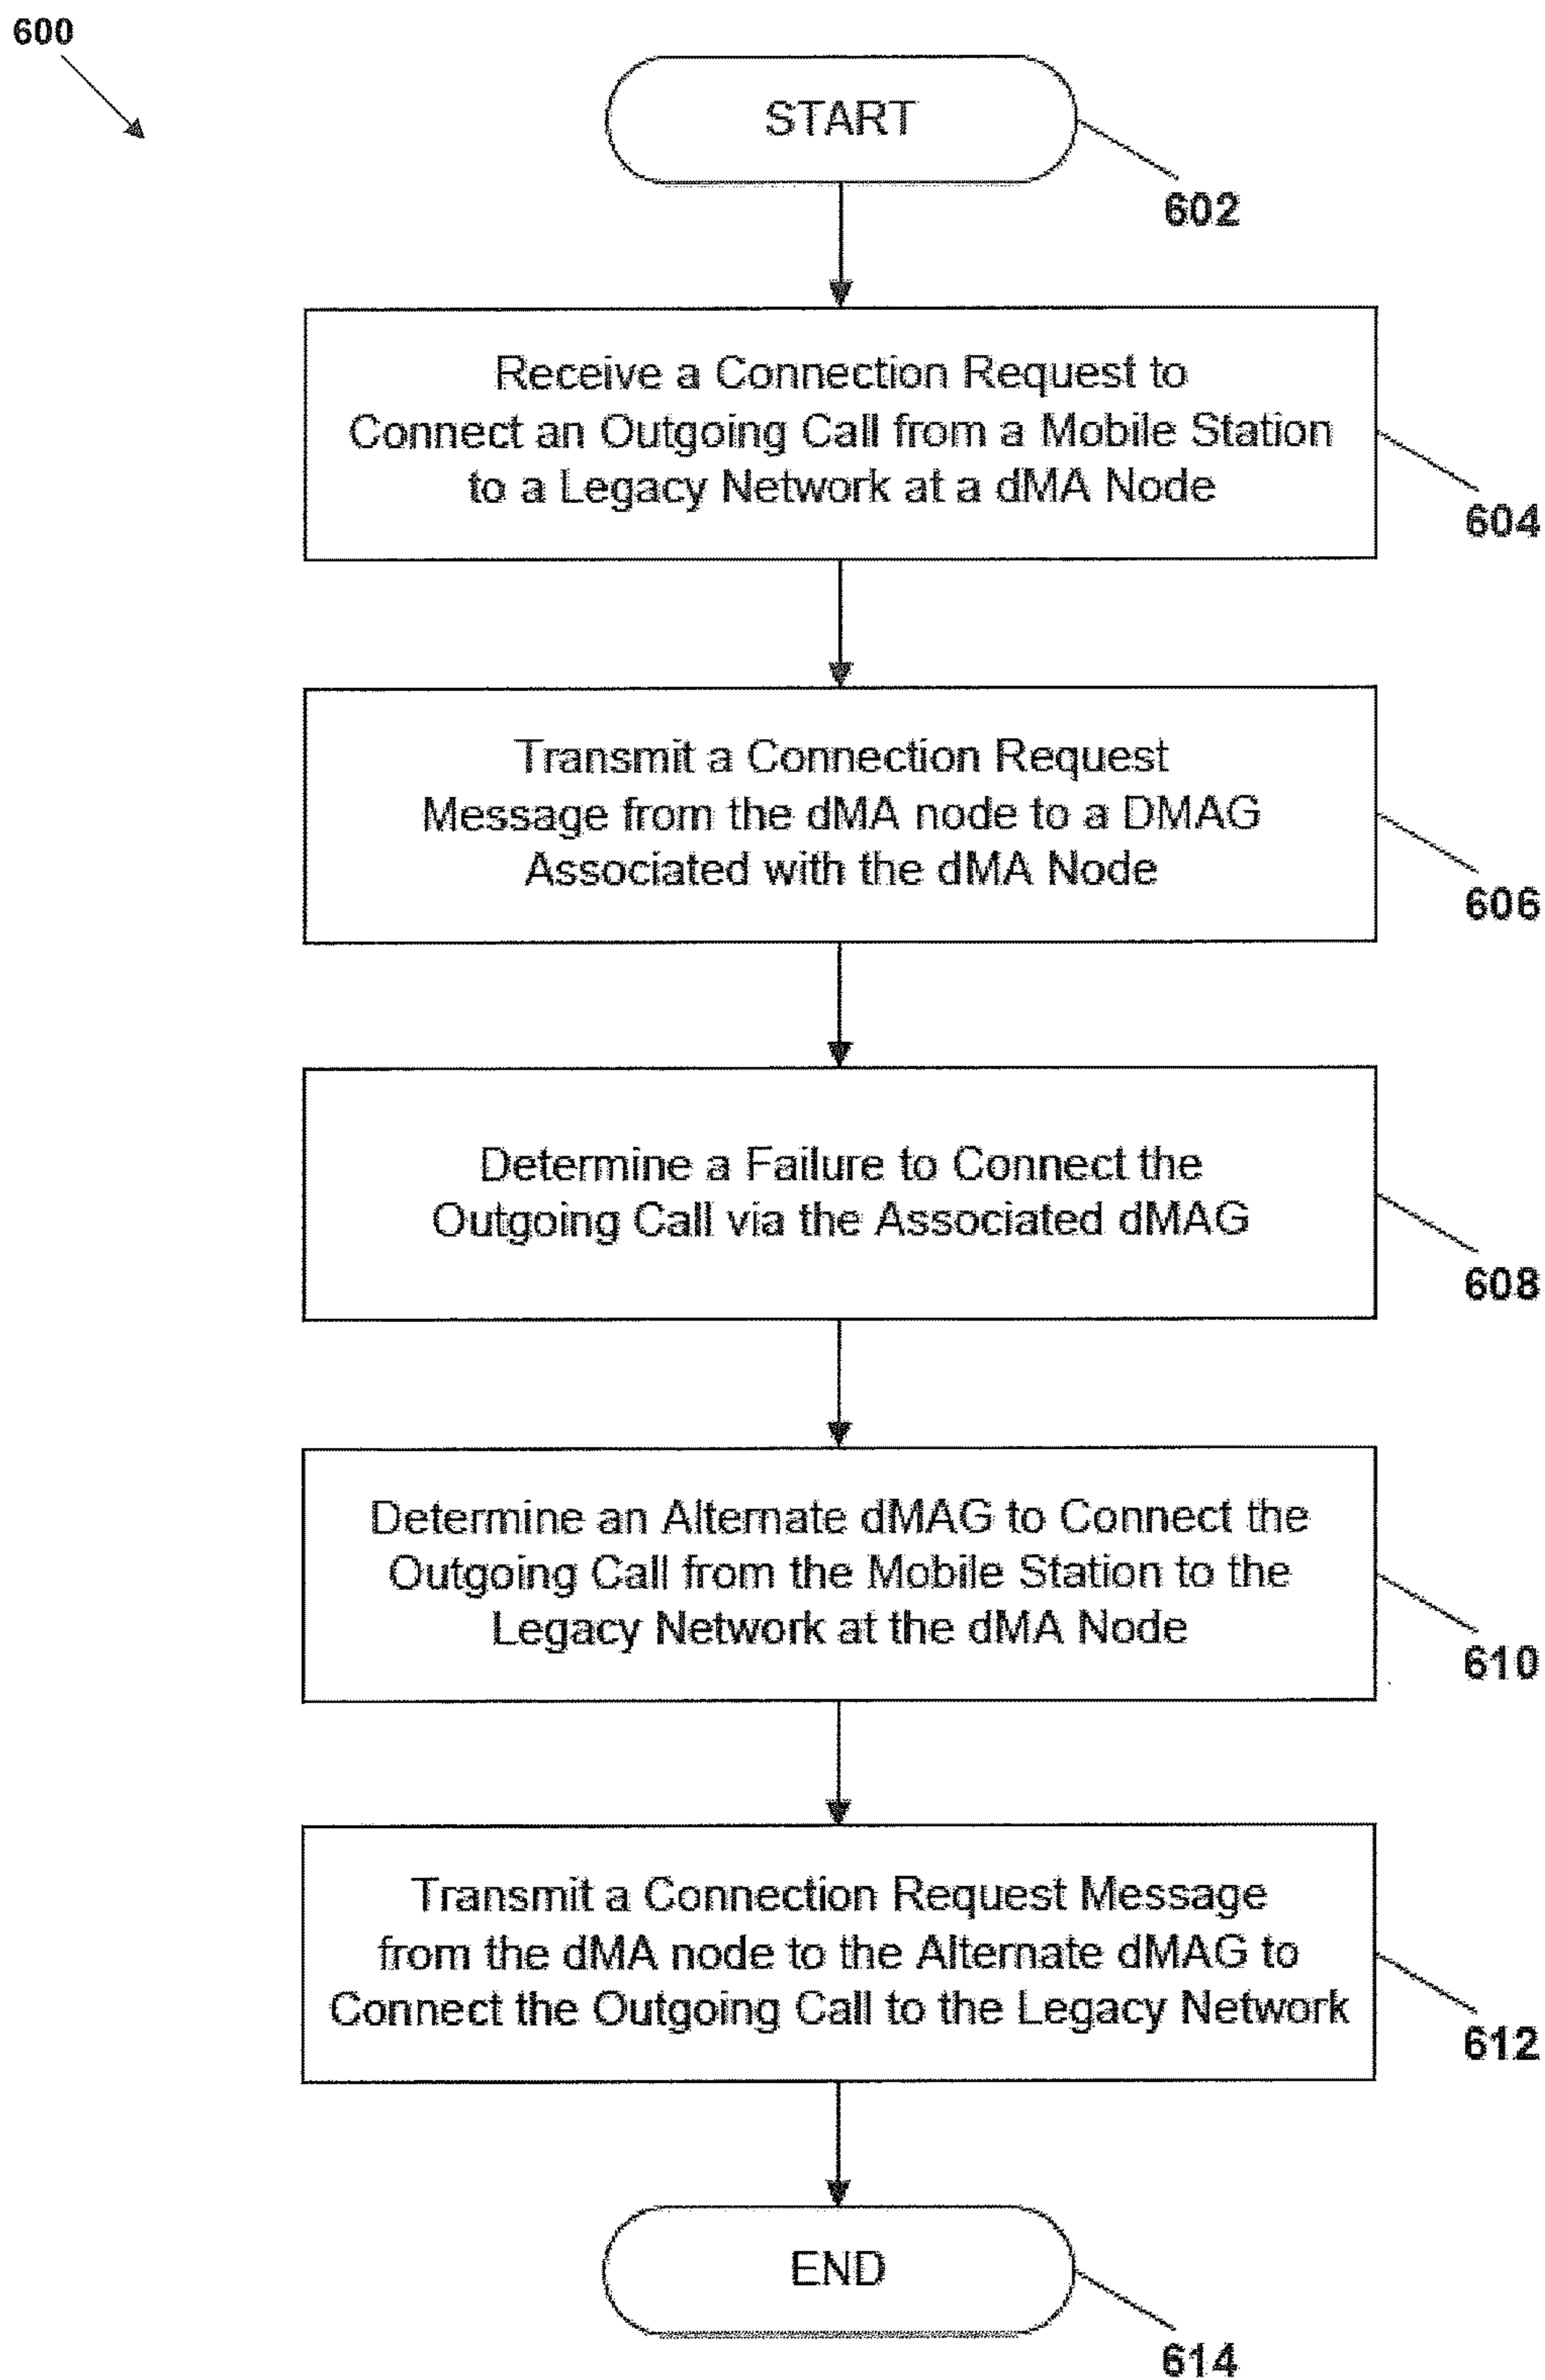 600
START
602
Receive a Connection Request to
Connect an Outgoing Call from a Mobile Station
to a Legacy Network at a dMA Node
604
Transmit a Connection Request
Message from the dMA node to a DMAG
Associated with the dMA Node
606
Determine a Failure to Connect the
Outgoing Call via the Associated dMAG
608
Determine an Alternate dMAG to Connect the
Outgoing Call from the Mobile Station to the
Legacy Network at the dMA Node
610
Transmit a Connection Request Message
from the dMA node to the Alternate dMAG to
Connect the Outgoing Call to the Legacy Network
612
END
614